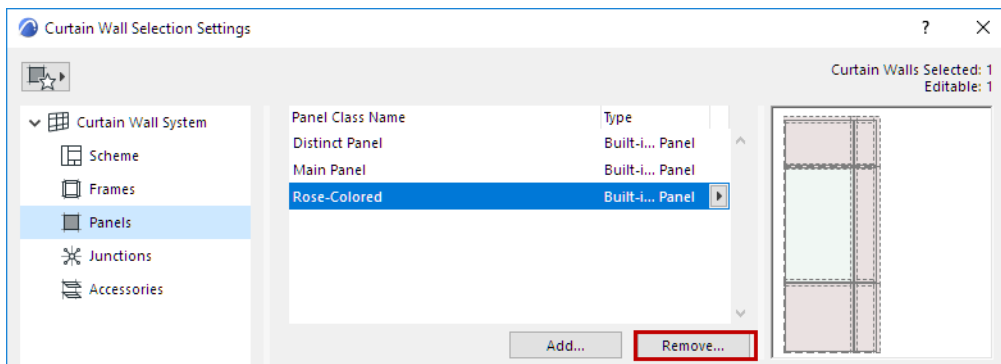 Curtain Wall Selection Settings
?
Curtain Walls Selected: 1
Editable: 1
Curtain Wall System
Scheme
Frames
Panels
Junctions
Accessories
Panel Class Name Type
Distinct Panel Built-i... Panel
Main Panel Built-i... Panel
Rose-Colored Built-i... Panel
Add... Remove...